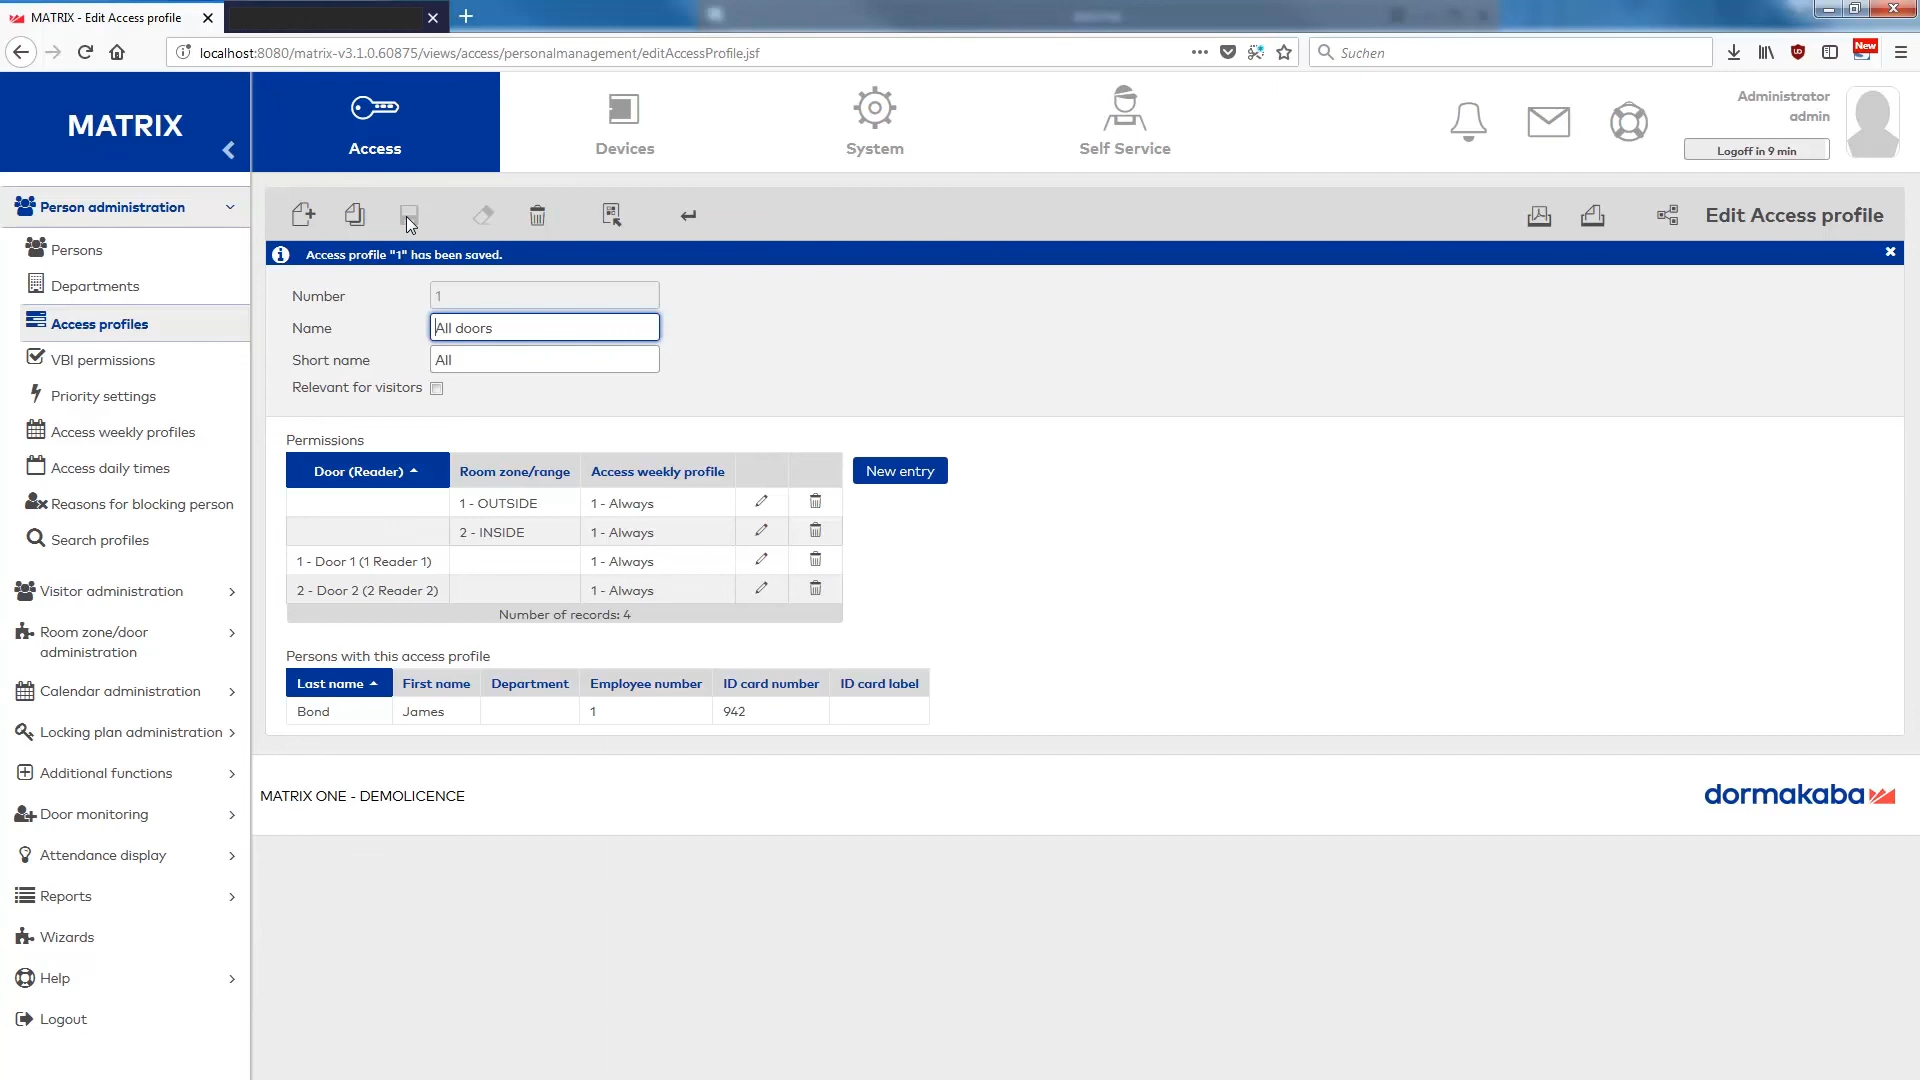 MATRIX - Edit Access profile
localhost:8080/matrix-v3.1.0.60875/views/access/personalmanagement/editAccessProfile.jsf
Suchen
New
MATRIX
Access
Devices
System
Self Service
Administrator
admin
Logoff in 9 min
Person administration
Persons
Departments
Access profiles
VBI permissions
Priority settings
Access weekly profiles
Access daily times
Reasons for blocking person
Search profiles
Visitor administration
Room zone/door
administration
Calendar administration
Locking plan administration
Additional functions
Door monitoring
Attendance display
Reports
Wizards
Help
Logout
Edit Access profile
Access profile "1" has been saved.
Number 1
Name All doors
Short name All
Relevant for visitors
Permissions
Door (Reader) Room zone/range Access weekly profile New entry
1 - OUTSIDE 1 - Always
2 - INSIDE 1 - Always
1 - Door 1 (1 Reader 1) 1 - Always
2 - Door 2 (2 Reader 2) 1 - Always
Number of records: 4
Persons with this access profile
Last name First name Department Employee number ID card number ID card label
Bond James 1 942
MATRIX ONE - DEMOLICENCE
dormakaba